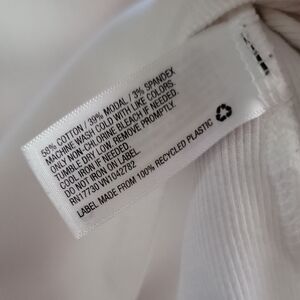 58% COTTON / 39% MODAL / 3% SPANDEX
MACHINE WASH COLD WITH LIKE COLORS.
ONLY NON-CHLORINE BLEACH IF NEEDED.
TUMBLE DRY LOW. REMOVE PROMPTLY.
COOL IRON IF NEEDED.
DO NOT IRON ON LABEL.
RN17730 VN1042782
LABEL MADE FROM 100% RECYCLED PLASTIC